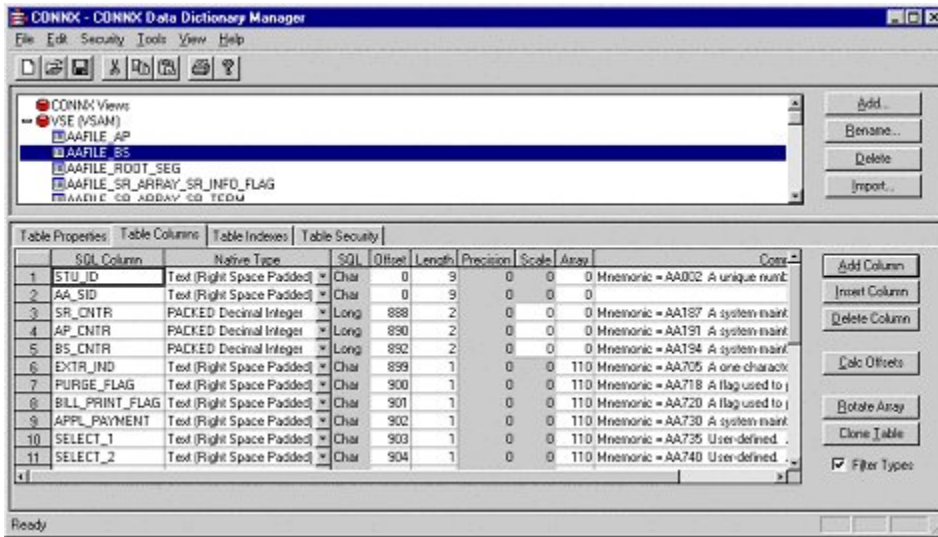 CONNX - CONNX Data Dictionary Manager
File Edit Security Tools View Help
CONNX Views
VSE (VSAM)
AAFILE_AP
AAFILE_BS
AAFILE_ROOT_SEG
AAFILE_SR_ARRAY_SR_INFO_FLAG
AAFILE_SR_ARRAY_SR_TERM
Add...
Rename...
Delete
Import...
Table Properties Table Columns Table Indexes Table Security
SQL Column Native Type SQL Offset Length Precision Scale Array Com
1 STU_ID Text (Right Space Padded) Char 0 9 0 0 0 Mnemonic = AA002 A unique numb
2 AA_SID Text (Right Space Padded) Char 0 9 0 0 0
3 SR_CNTR PACKED Decimal Integer Long 888 2 0 0 0 Mnemonic = AA187 A system-maint
4 AP_CNTR PACKED Decimal Integer Long 890 2 0 0 0 Mnemonic = AA191 A system-maint
5 BS_CNTR PACKED Decimal Integer Long 892 2 0 0 0 Mnemonic = AA194 A system-maint
6 EXTR_IND Text (Right Space Padded) Char 899 1 0 0 110 Mnemonic = AA705 A one-characte
7 PURGE_FLAG Text (Right Space Padded) Char 900 1 0 0 110 Mnemonic = AA718 A flag used to p
8 BILL_PRINT_FLAG Text (Right Space Padded) Char 901 1 0 0 110 Mnemonic = AA720 A flag used to p
9 APPL_PAYMENT Text (Right Space Padded) Char 902 1 0 0 110 Mnemonic = AA730 A system-maint
10 SELECT_1 Text (Right Space Padded) Char 903 1 0 0 110 Mnemonic = AA735 User-defined.
11 SELECT_2 Text (Right Space Padded) Char 904 1 0 0 110 Mnemonic = AA740 User-defined.
Add Column
Insert Column
Delete Column
Calc Offsets
Rotate Array
Clone Table
Filter Types
Ready